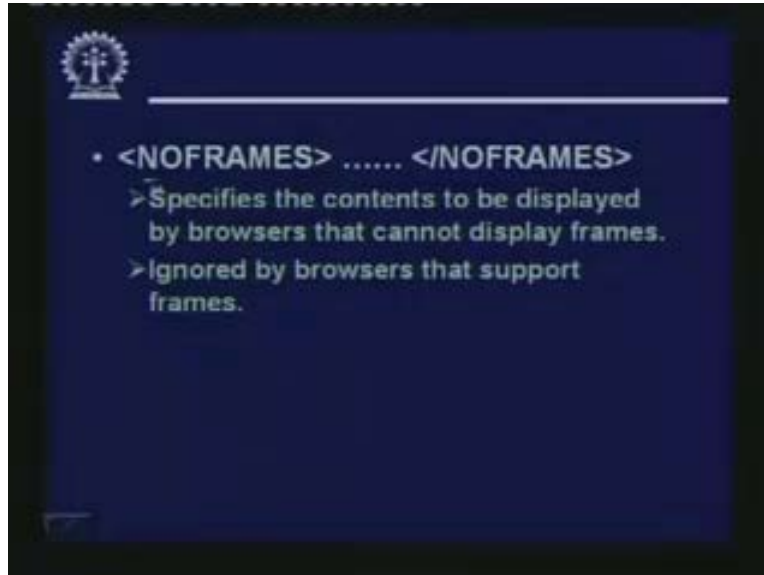 • <NOFRAMES> ...... </NOFRAMES>
➢Specifies the contents to be displayed
by browsers that cannot display frames.
➢Ignored by browsers that support
frames.